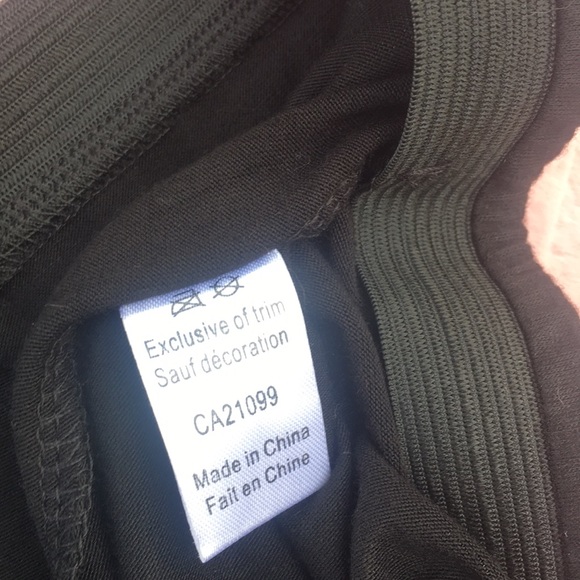 Exclusive of trim
Sauf décoration
CA21099
Made in China
Fait en Chine